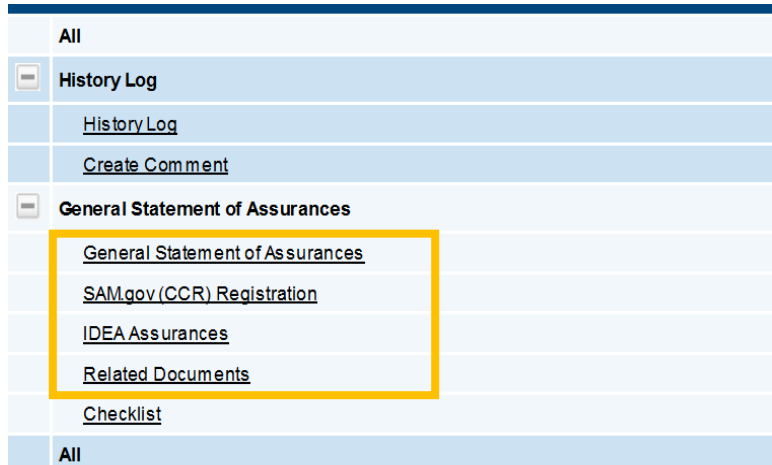 All
History Log
History Log
Create Comment
General Statement of Assurances
General Statement of Assurances
SAM.gov (CCR) Registration
IDEA Assurances
Related Documents
Checklist
All